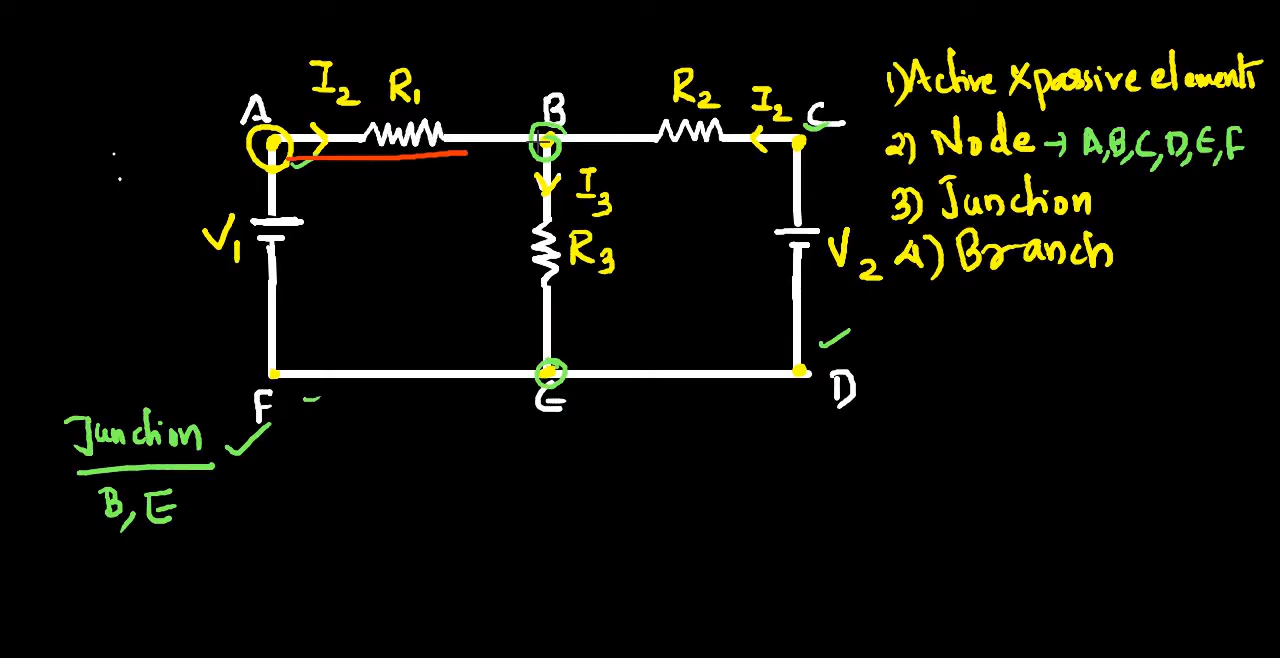 I₂ R₁
A
B
R₂ I₂ C
V₁
I₃
R₃
V₂
F
E
D
1) Active & passive elements
2) Node → A,B,C,D,E,F
3) Junction
4) Branch
Junction
B, E